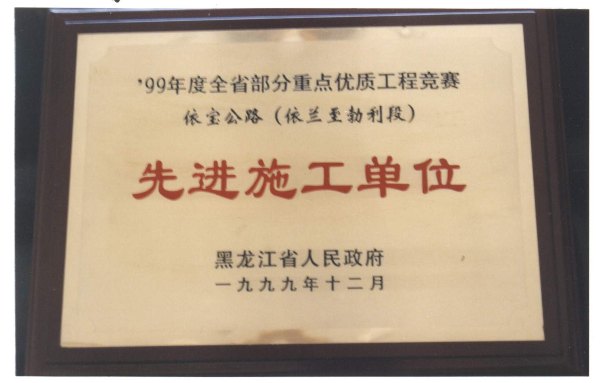 '99年度全省部分重点优质工程竞赛
依宝公路（依兰至勃利段）
先进施工单位
黑龙江省人民政府
一九九九年十二月